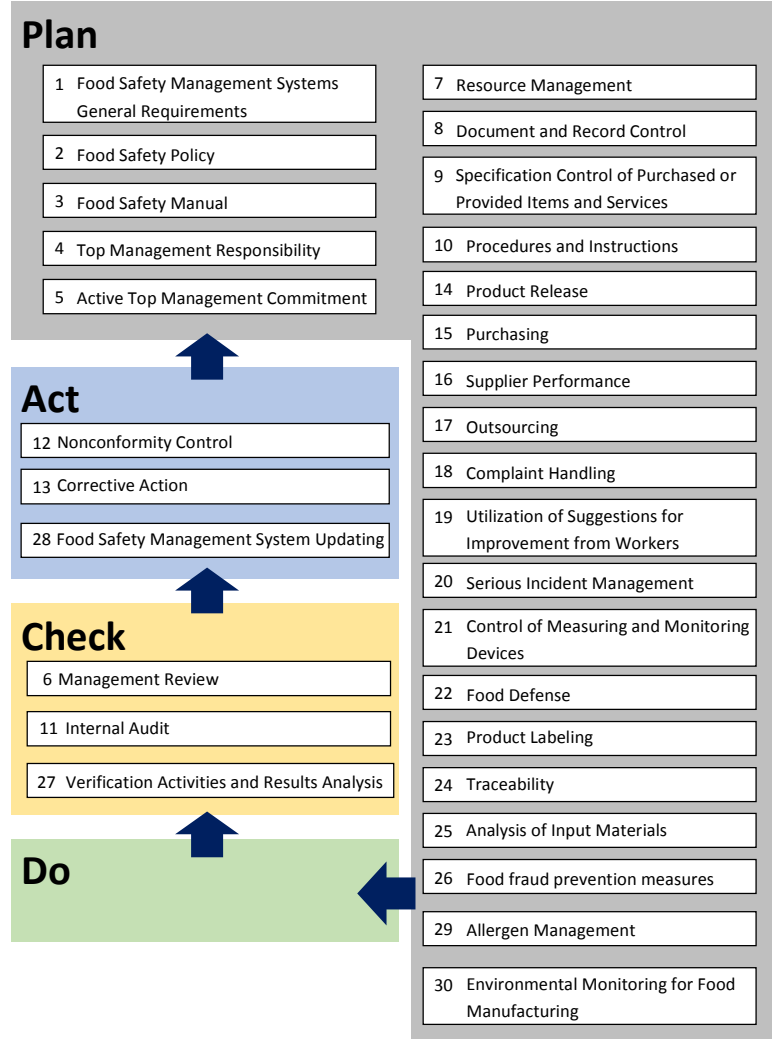 Plan
1 Food Safety Management Systems
General Requirements
2 Food Safety Policy
3 Food Safety Manual
4 Top Management Responsibility
5 Active Top Management Commitment
7 Resource Management
8 Document and Record Control
9 Specification Control of Purchased or
Provided Items and Services
10 Procedures and Instructions
14 Product Release
15 Purchasing
16 Supplier Performance
17 Outsourcing
18 Complaint Handling
19 Utilization of Suggestions for
Improvement from Workers
20 Serious Incident Management
21 Control of Measuring and Monitoring
Devices
22 Food Defense
23 Product Labeling
24 Traceability
25 Analysis of Input Materials
26 Food fraud prevention measures
29 Allergen Management
30 Environmental Monitoring for Food
Manufacturing
Act
12 Nonconformity Control
13 Corrective Action
28 Food Safety Management System Updating
Check
6 Management Review
11 Internal Audit
27 Verification Activities and Results Analysis
Do